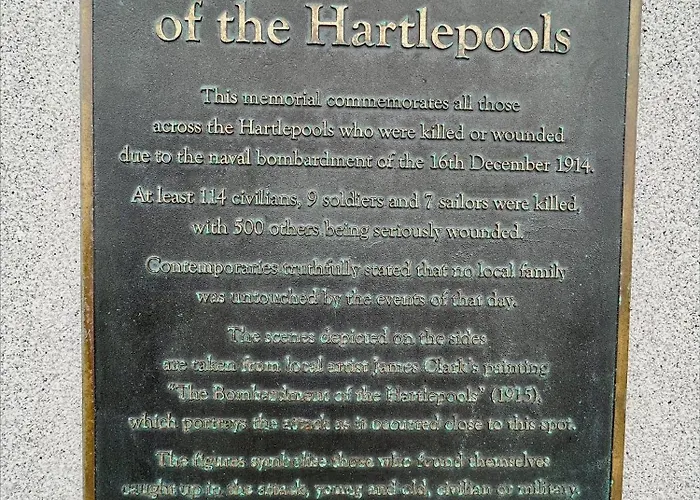 of the Hartlepools
This memorial commemorates all those
across the Hartlepools who were killed or wounded
due to the naval bombardment of the 16th December 1914.
At least 114 civilians, 9 soldiers and 7 sailors were killed,
with 500 others being seriously wounded.
Contemporaries truthfully stated that no local family
was untouched by the events of that day.
The scenes depicted on the sides
are taken from local artist James Clark's painting
"The Bombardment of the Hartlepools" (1915),
which portrays the attack as it occurred close to this spot.
The figures symbolise those who found themselves
caught up in the attack, young and old, civilian or military.